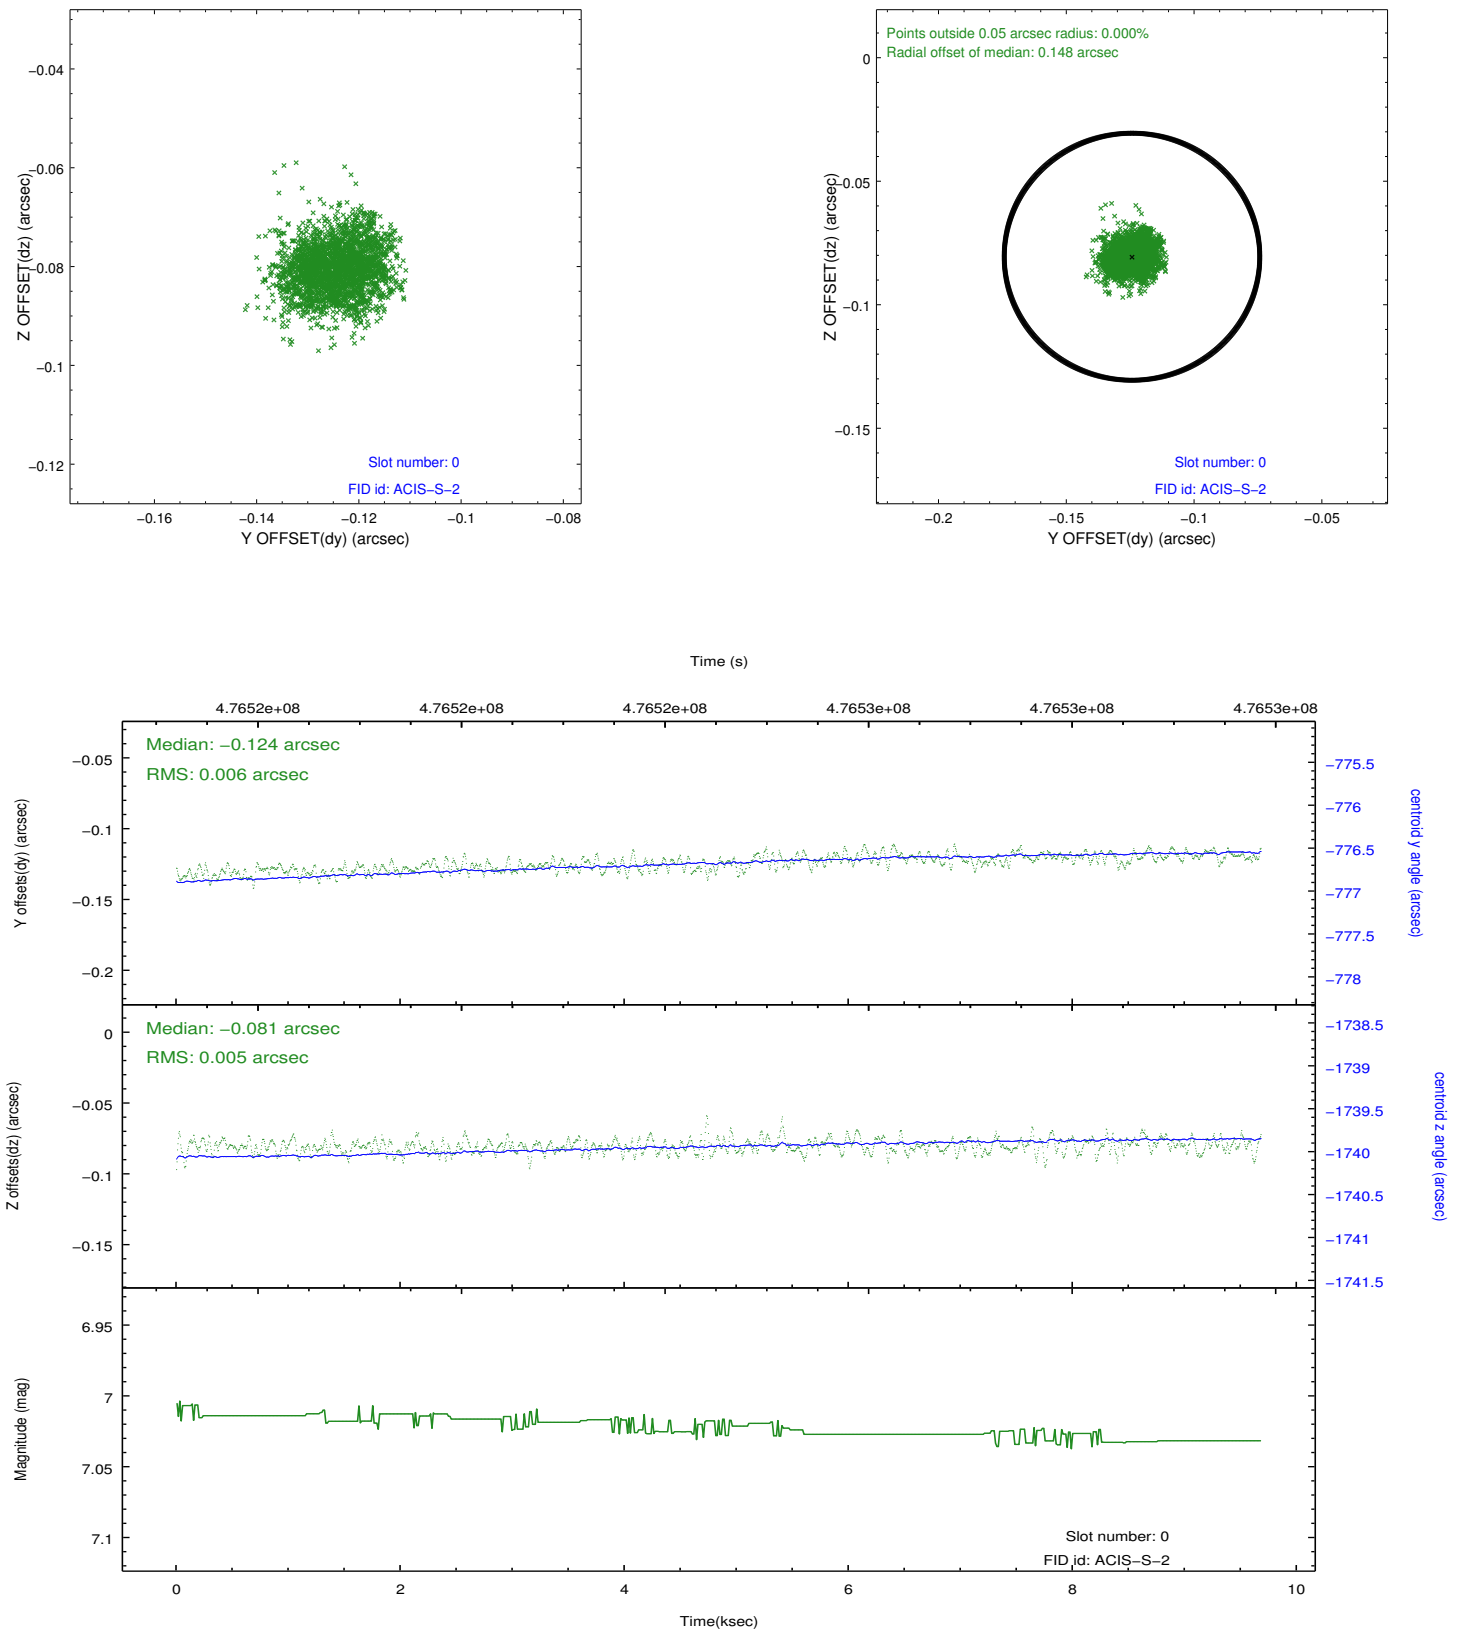 −0.04
−0.06
−0.08
−0.1
−0.12
Z OFFSET(dz) (arcsec)
Slot number: 0
FID id: ACIS−S−2
−0.16
−0.14
−0.12
−0.1
−0.08
Y OFFSET(dy) (arcsec)
Points outside 0.05 arcsec radius: 0.000%
Radial offset of median: 0.148 arcsec
0
−0.05
−0.1
−0.15
Z OFFSET(dz) (arcsec)
Slot number: 0
FID id: ACIS−S−2
−0.2
−0.15
−0.1
−0.05
Y OFFSET(dy) (arcsec)
Time (s)
4.7652e+08
4.7652e+08
4.7652e+08
4.7653e+08
4.7653e+08
4.7653e+08
Median: −0.124 arcsec
RMS: 0.006 arcsec
−0.05
−0.1
−0.15
−0.2
Y offsets(dy) (arcsec)
−775.5
−776
−776.5
−777
−777.5
−778
centroid y angle (arcsec)
Median: −0.081 arcsec
RMS: 0.005 arcsec
0
−0.05
−0.1
−0.15
Z offsets(dz) (arcsec)
−1738.5
−1739
−1739.5
−1740
−1740.5
−1741
−1741.5
centroid z angle (arcsec)
6.95
7
7.05
7.1
Magnitude (mag)
Slot number: 0
FID id: ACIS−S−2
0
2
4
6
8
10
Time(ksec)